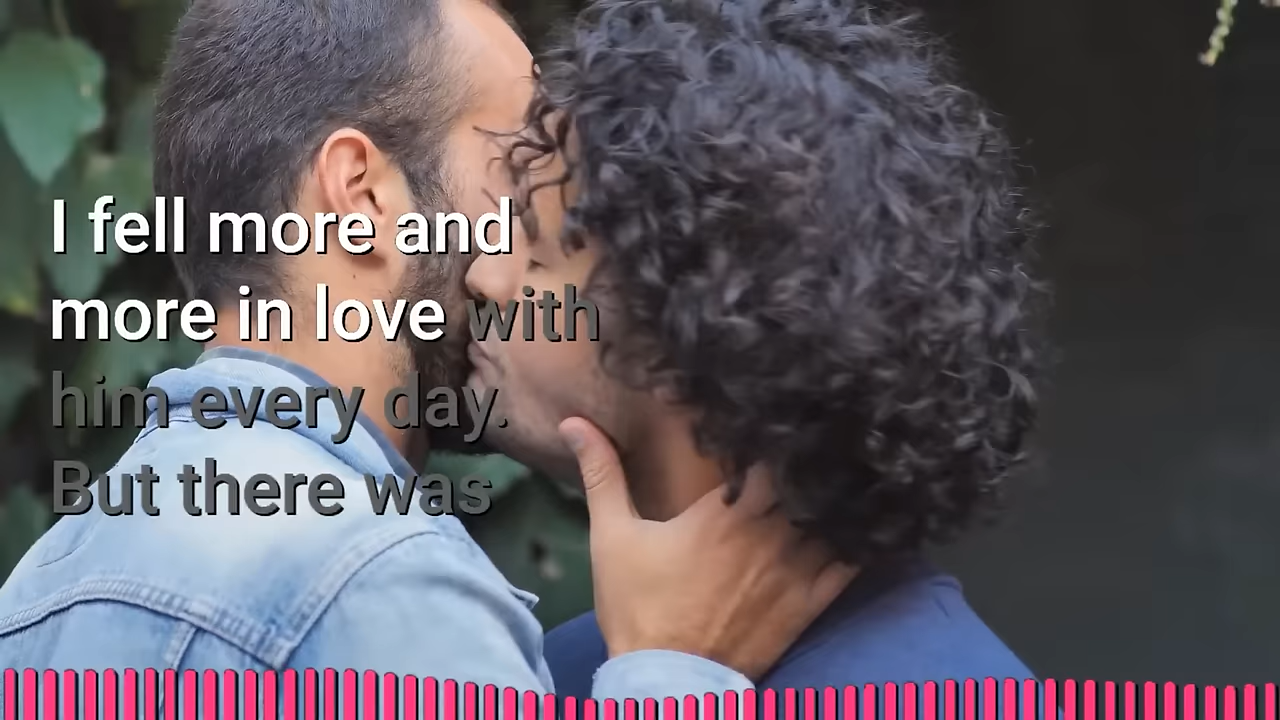 I fell more and
more in love with
him every day.
But there was